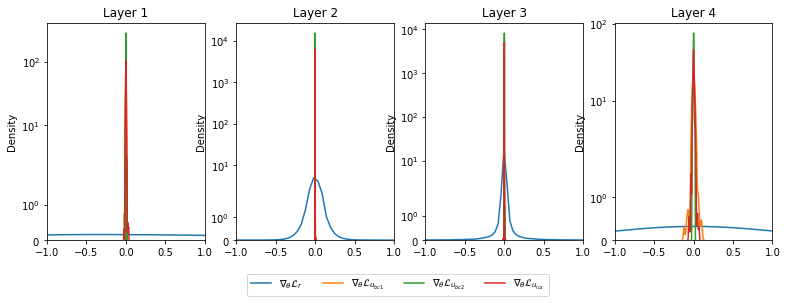 Layer 1 Layer 2 Layer 3 Layer 4
Density Density Density Density
10² 10⁴ 10⁴ 10²
10¹ 10³ 10³ 10¹
10⁰ 10² 10² 10⁰
0 10¹ 10¹ 0
10⁰ 10⁰
0 0
−1.0 −0.5 0.0 0.5 1.0 −1.0 −0.5 0.0 0.5 1.0 −1.0 −0.5 0.0 0.5 1.0 −1.0 −0.5 0.0 0.5 1.0
∇θℒr ∇θℒu_bc1 ∇θℒu_bc2 ∇θℒu_ics